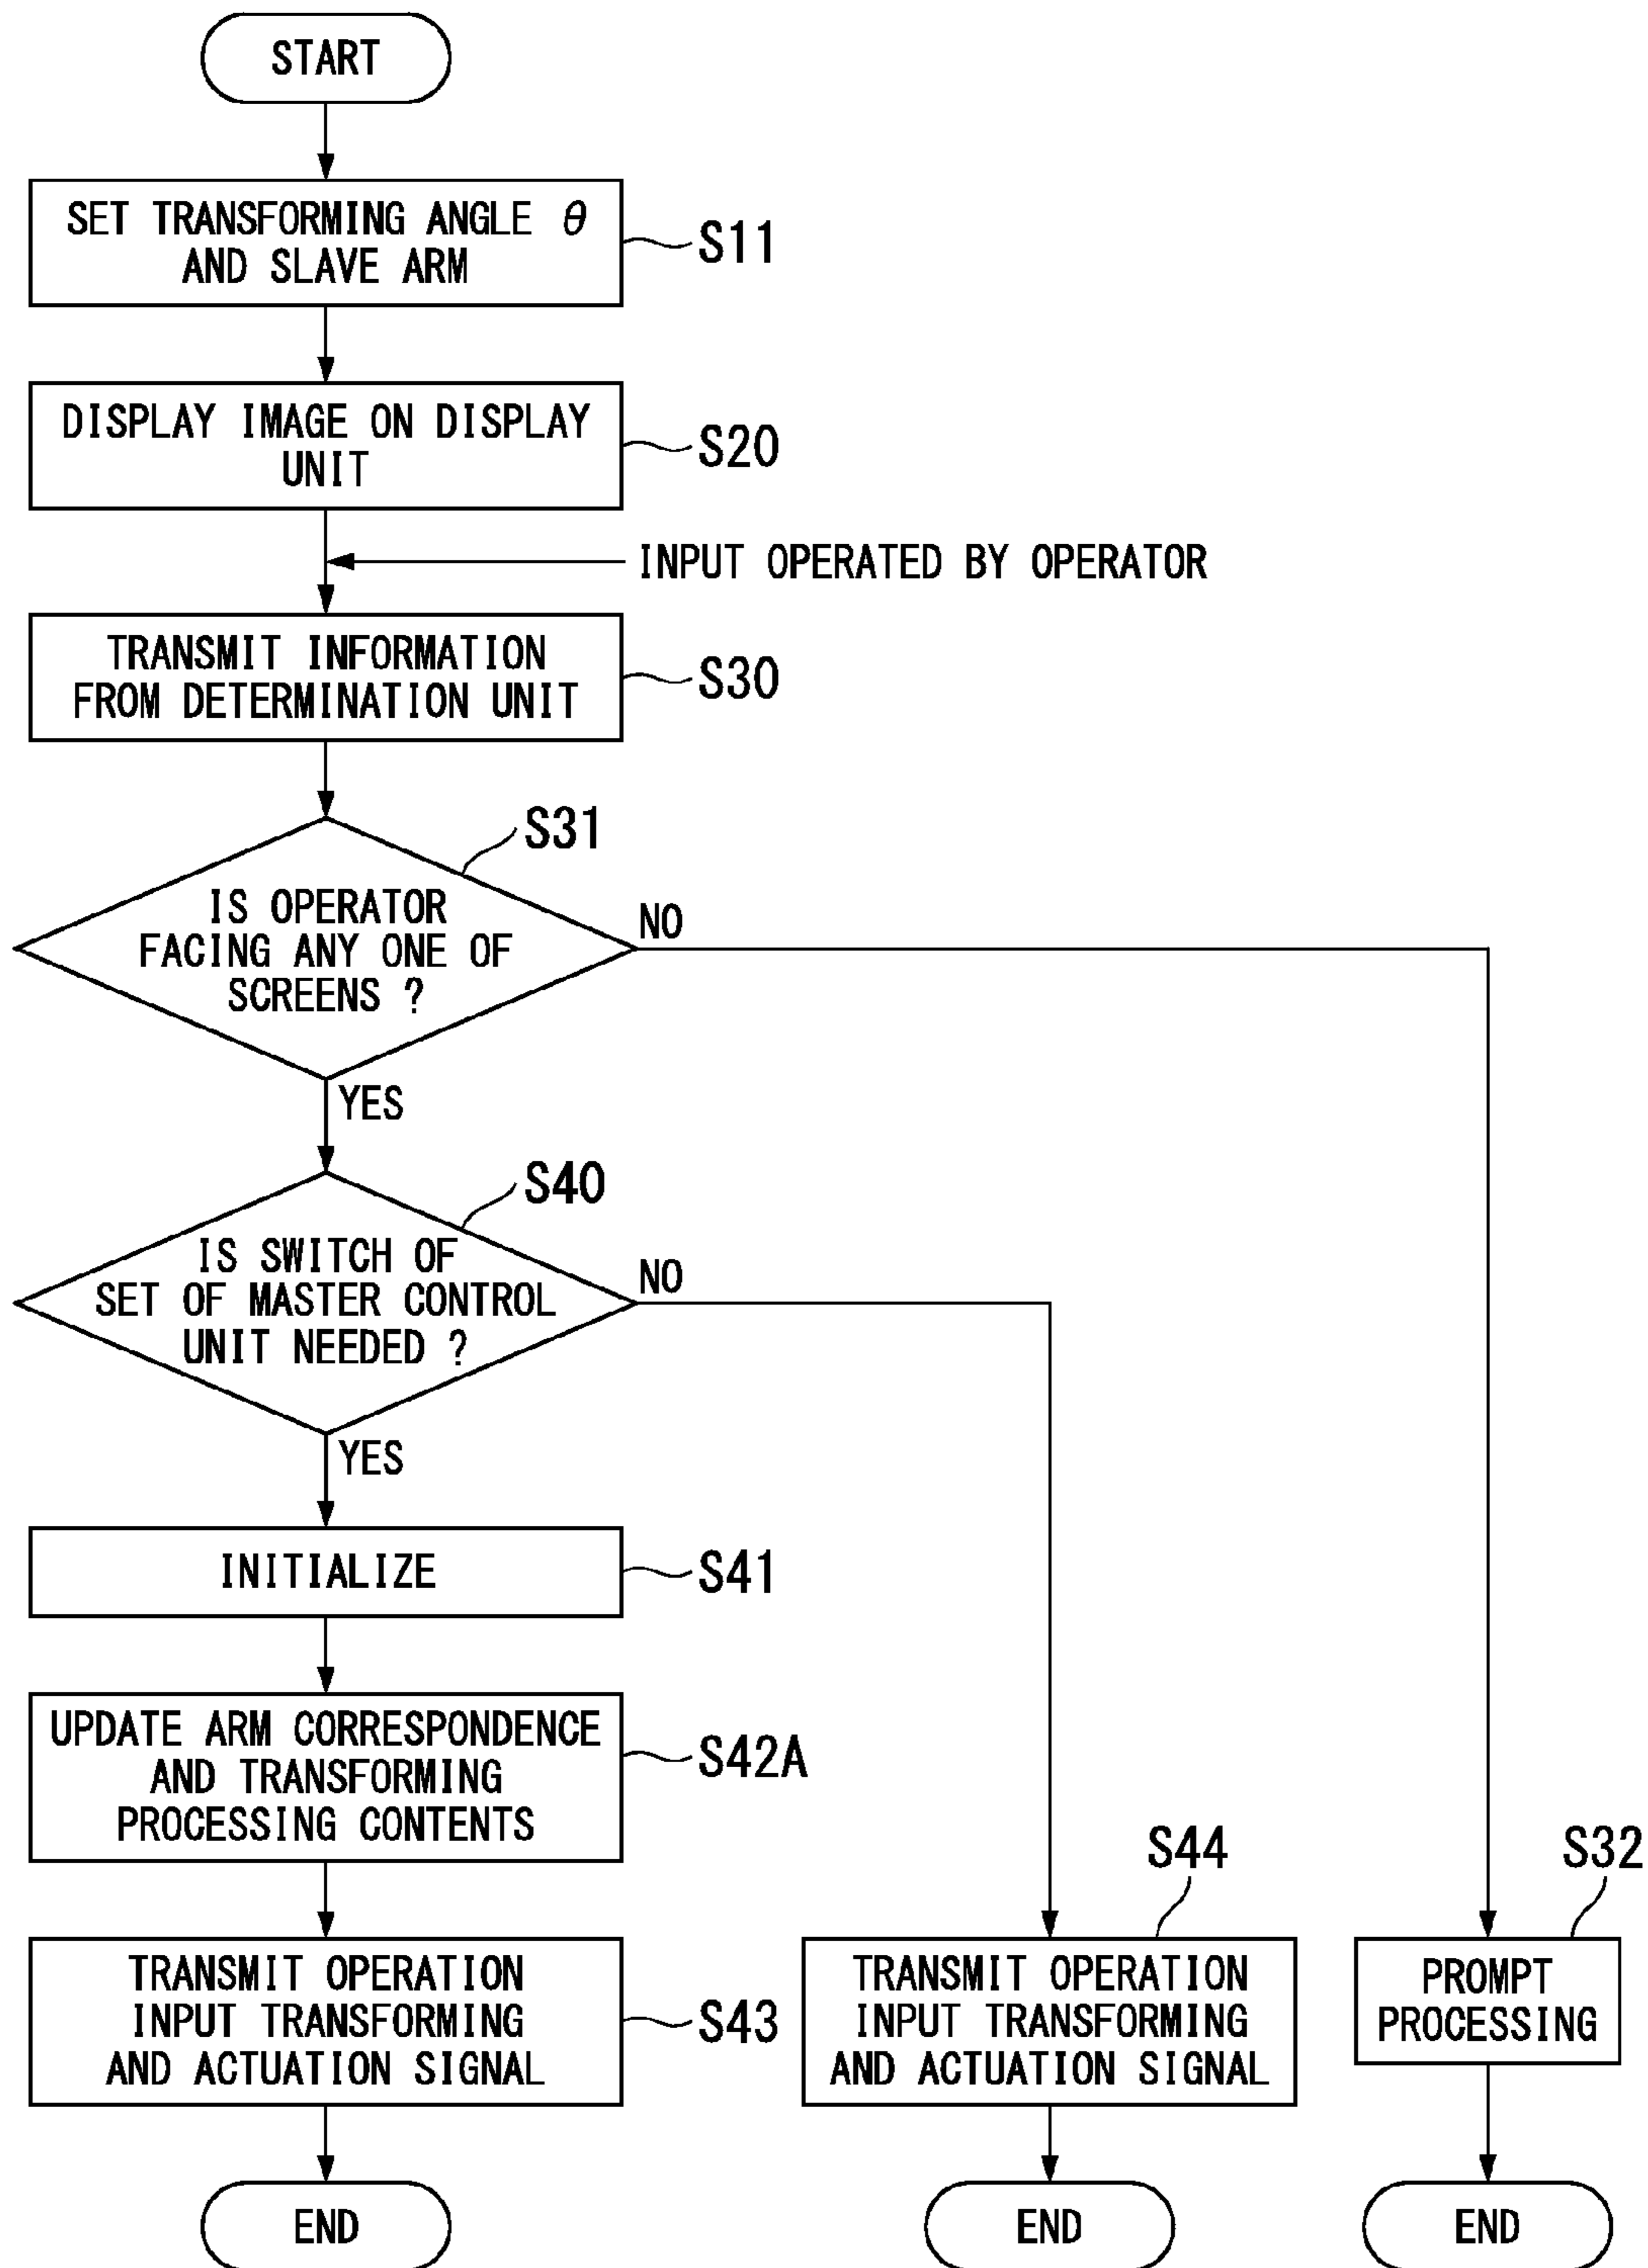 START
SET TRANSFORMING ANGLE θ
AND SLAVE ARM
S11
DISPLAY IMAGE ON DISPLAY
UNIT
S20
INPUT OPERATED BY OPERATOR
TRANSMIT INFORMATION
FROM DETERMINATION UNIT
S30
S31
IS OPERATOR
FACING ANY ONE OF
SCREENS ?
NO
YES
S40
IS SWITCH OF
SET OF MASTER CONTROL
UNIT NEEDED ?
NO
YES
INITIALIZE
S41
UPDATE ARM CORRESPONDENCE
AND TRANSFORMING
PROCESSING CONTENTS
S42A
TRANSMIT OPERATION
INPUT TRANSFORMING
AND ACTUATION SIGNAL
S43
END
S44
TRANSMIT OPERATION
INPUT TRANSFORMING
AND ACTUATION SIGNAL
END
S32
PROMPT
PROCESSING
END